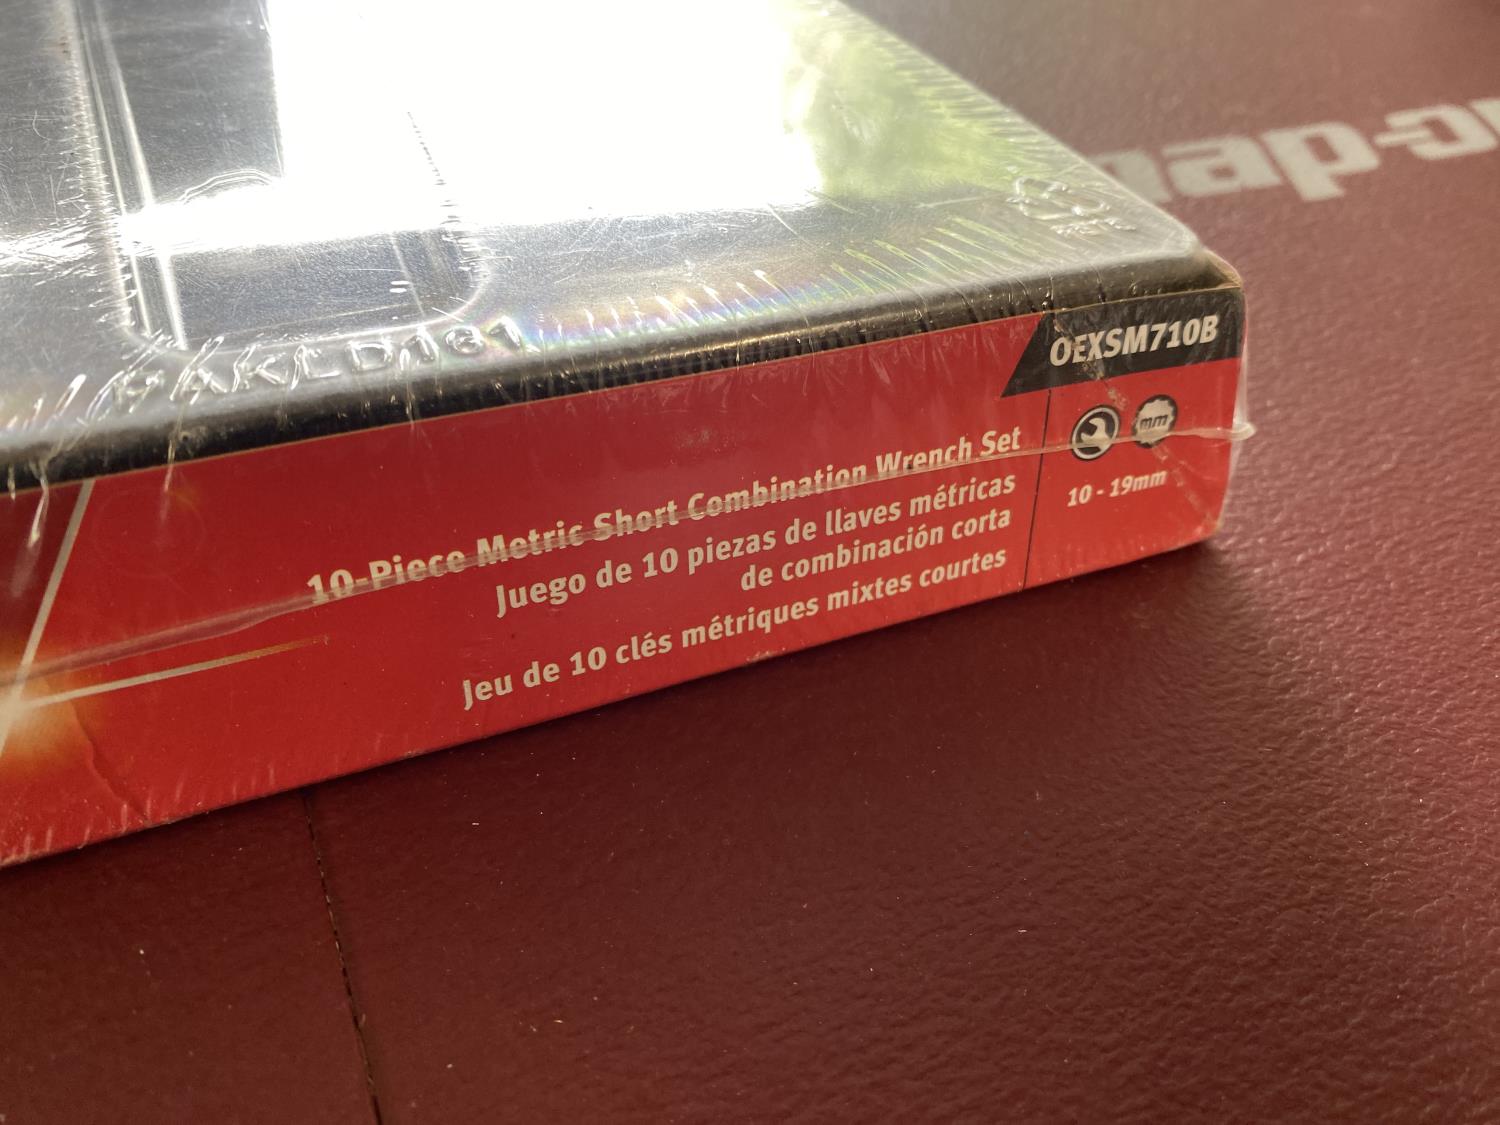 PAKLD181
OEXSM710B
mm
10 - 19mm
10-Piece Metric Short Combination Wrench Set
Juego de 10 piezas de llaves métricas
de combinación corta
Jeu de 10 clés métriques mixtes courtes